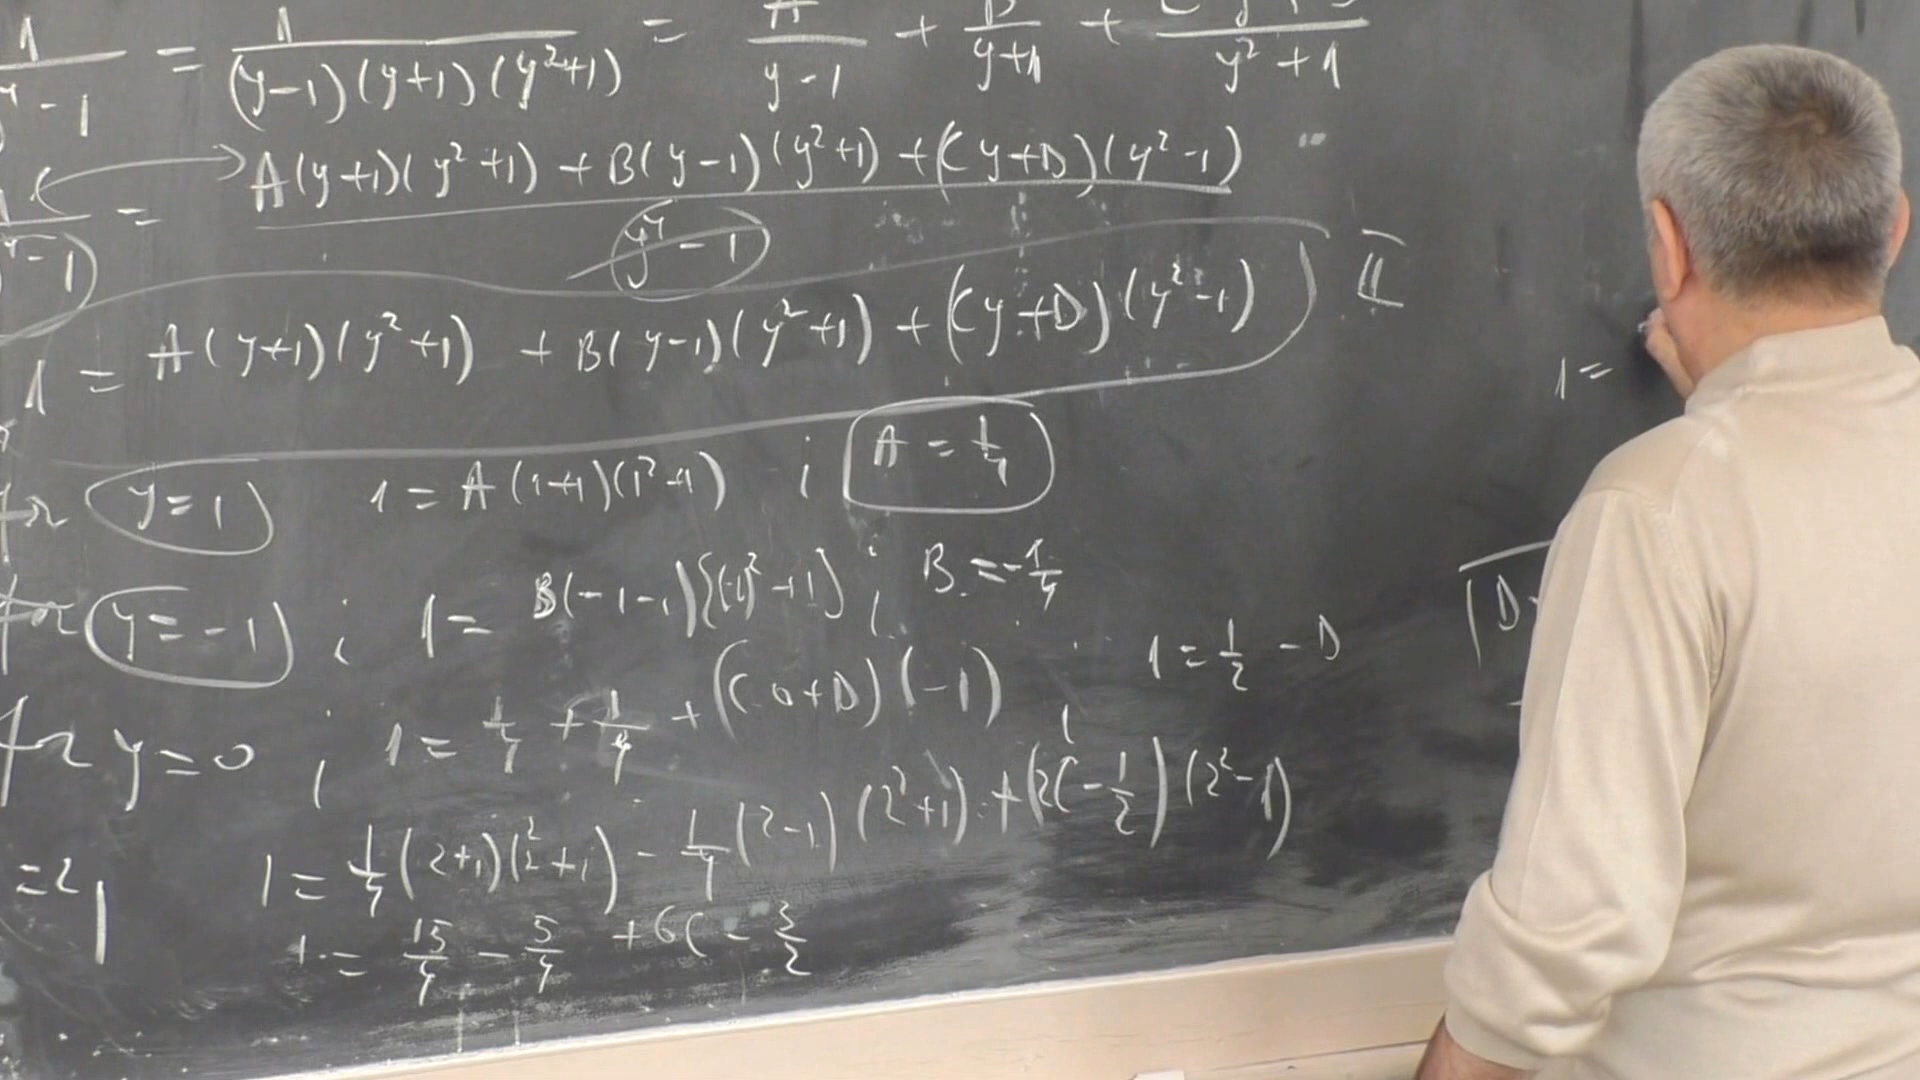 1/(y⁴-1) = 1/((y-1)(y+1)(y²+1)) = A/(y-1) + B/(y+1) + (Cy+D)/(y²+1)
= (A(y+1)(y²+1) + B(y-1)(y²+1) + (Cy+D)(y²-1))/(y⁴-1)
1 = A(y+1)(y²+1) + B(y-1)(y²+1) + (Cy+D)(y²-1) II
1 =
for y=1 1 = A(1+1)(1²+1) ; A = 1/4
for y=-1 ; 1 = B(-1-1)((-1)²+1) ; B = -1/4
D
1 = 1/2 - D
for y=0 ; 1 = 1/4 + 1/4 + (C0+D)(-1)
=2 1 = 1/4(2+1)(2²+1) - 1/4(2-1)(2²+1) + (2C-1/2)(2²-1)
1 = 15/4 - 5/4 + 6C - 3/2